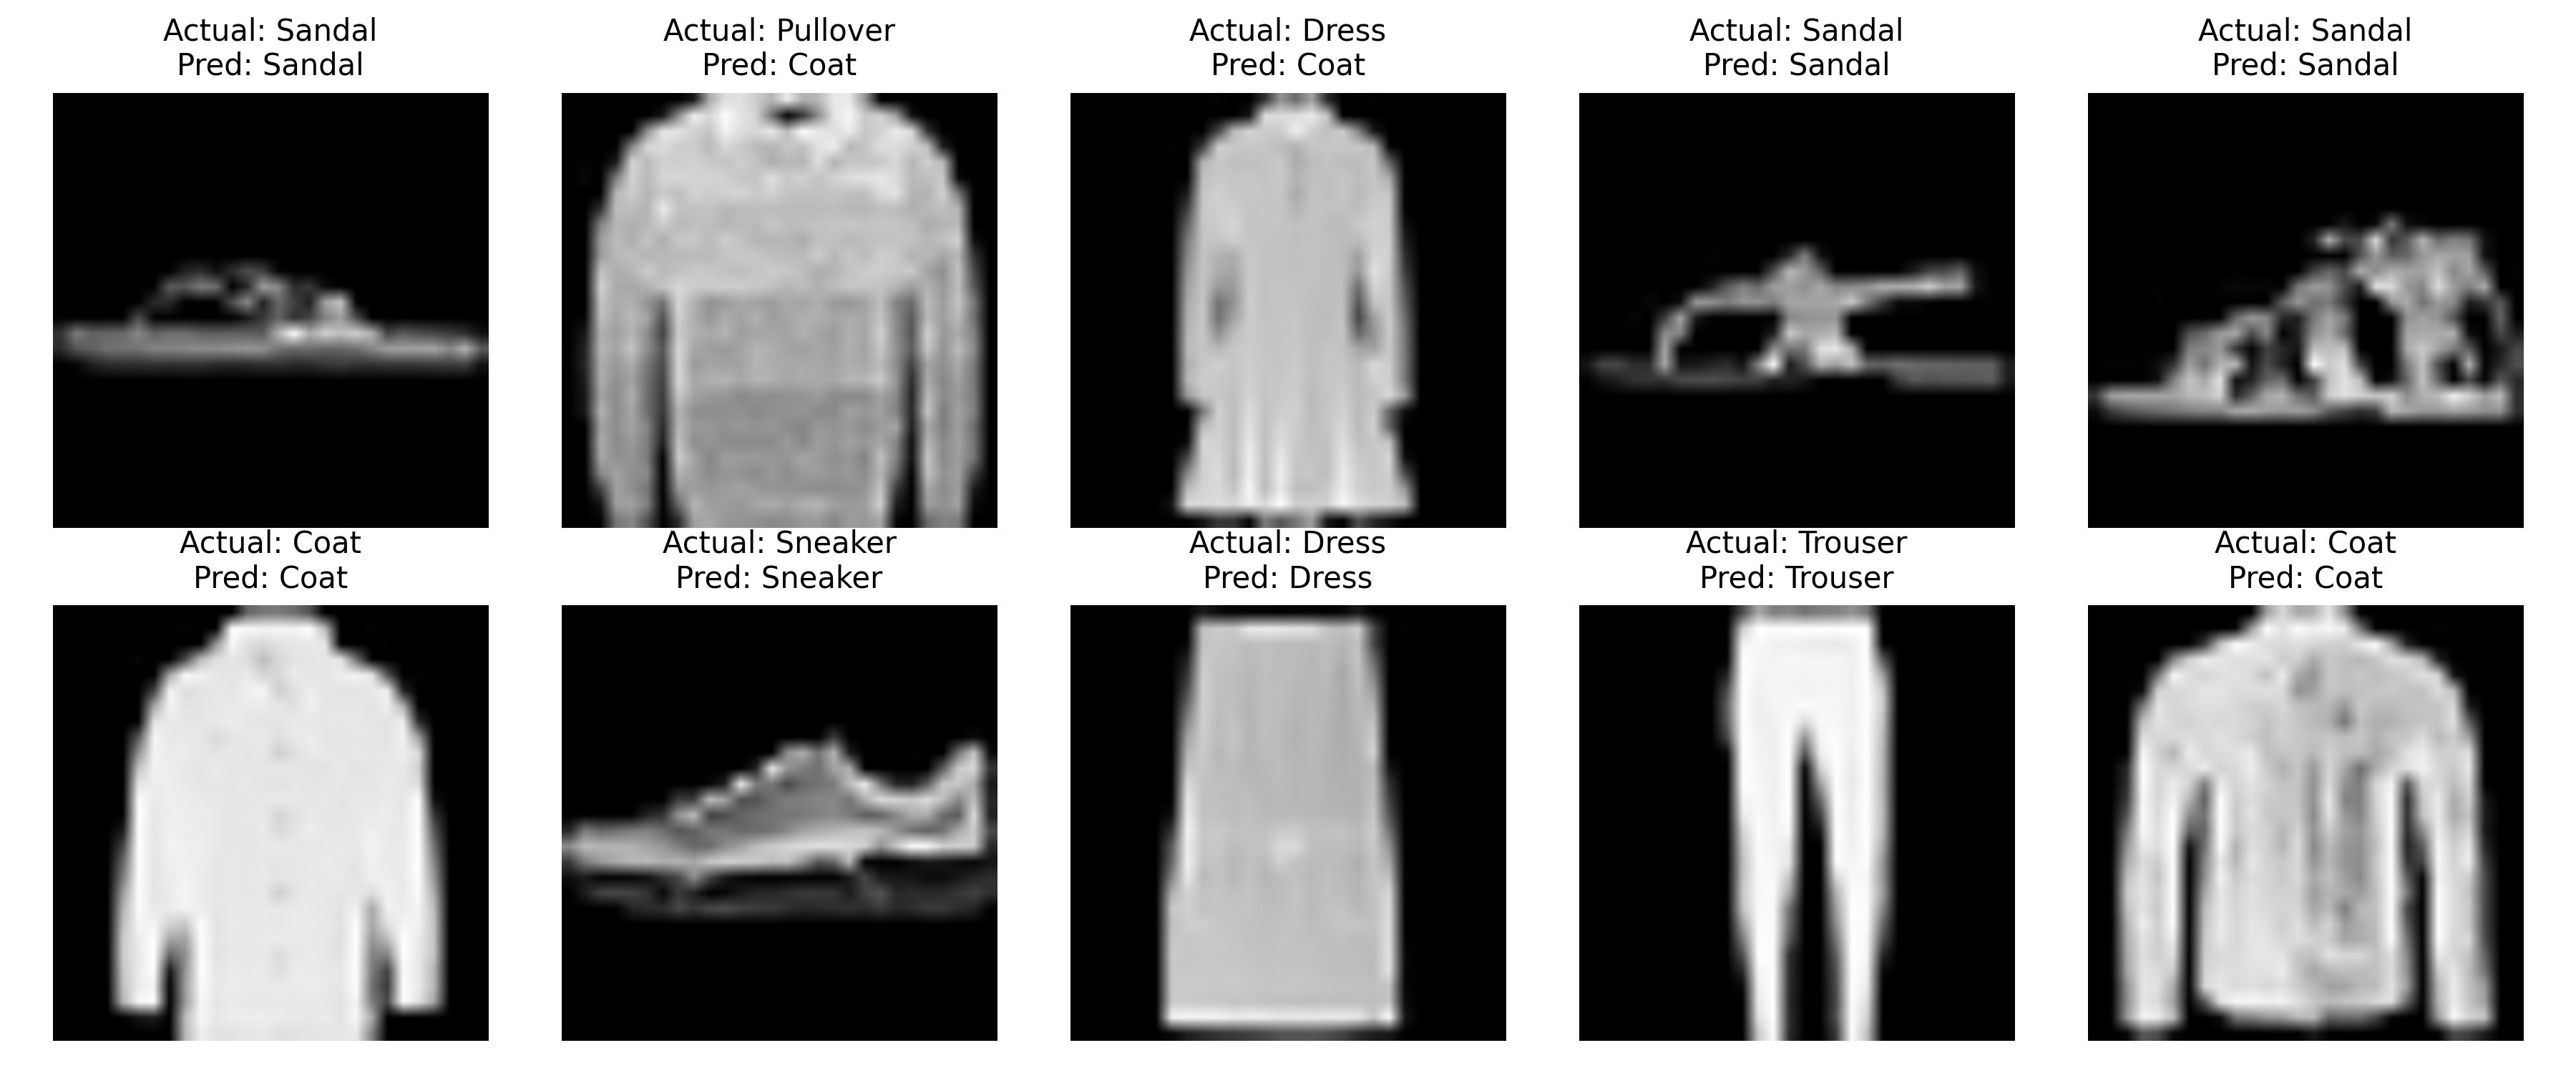 Actual: Sandal
Pred: Sandal
Actual: Pullover
Pred: Coat
Actual: Dress
Pred: Coat
Actual: Sandal
Pred: Sandal
Actual: Sandal
Pred: Sandal
Actual: Coat
Pred: Coat
Actual: Sneaker
Pred: Sneaker
Actual: Dress
Pred: Dress
Actual: Trouser
Pred: Trouser
Actual: Coat
Pred: Coat